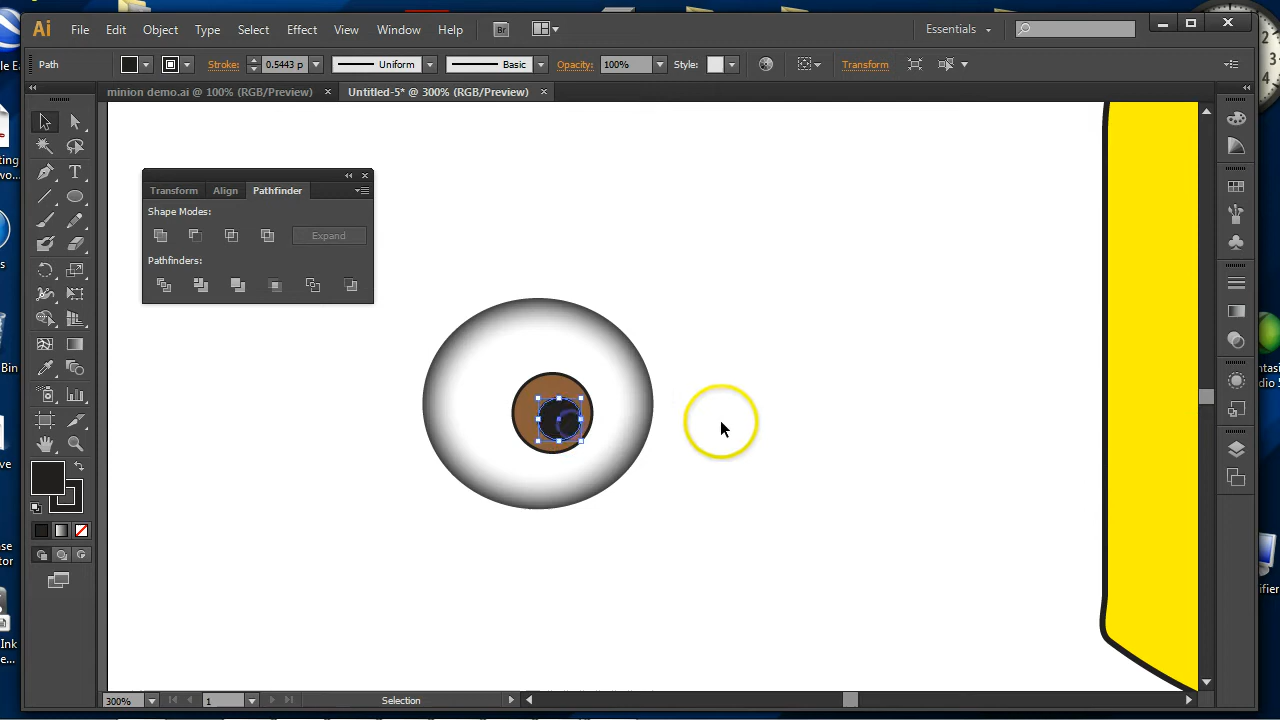 Ai File Edit Object Type Select Effect View Window Help Br Essentials
Path Stroke: 0.5443 p Uniform Basic Opacity: 100% Style: Transform
minion demo.ai @ 100% (RGB/Preview) × Untitled-5* @ 300% (RGB/Preview) ×
Transform Align Pathfinder
Shape Modes:
Expand
Pathfinders:
300% 1 Selection